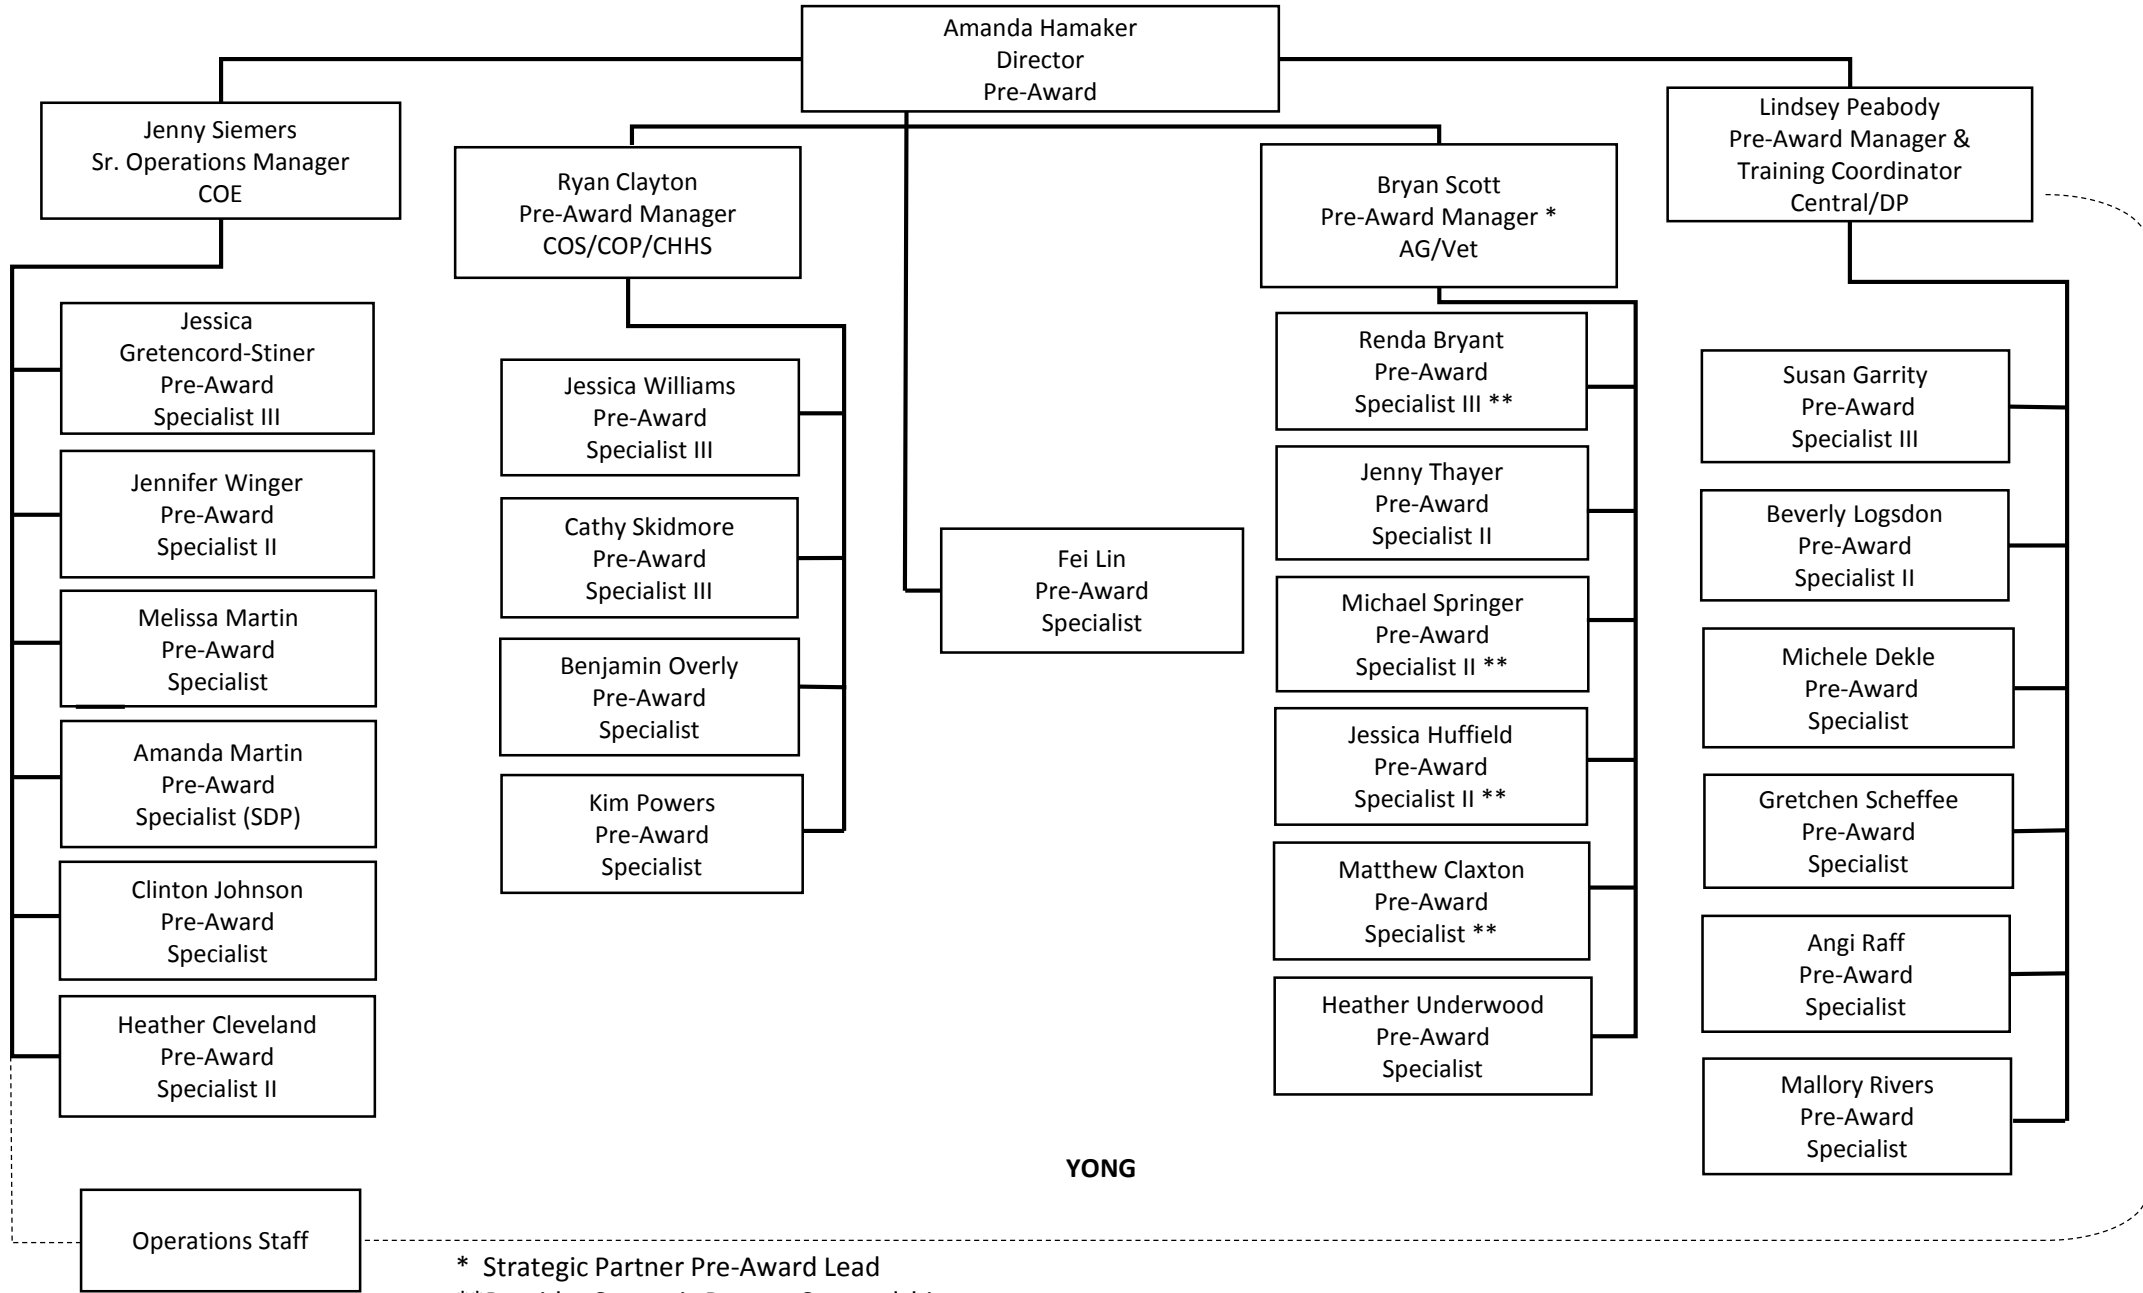 Amanda Hamaker
Director
Pre-Award
Jenny Siemers
Sr. Operations Manager
COE
Ryan Clayton
Pre-Award Manager
COS/COP/CHHS
Bryan Scott
Pre-Award Manager *
AG/Vet
Lindsey Peabody
Pre-Award Manager &
Training Coordinator
Central/DP
Jessica
Gretencord-Stiner
Pre-Award
Specialist III
Jennifer Winger
Pre-Award
Specialist II
Melissa Martin
Pre-Award
Specialist
Amanda Martin
Pre-Award
Specialist (SDP)
Clinton Johnson
Pre-Award
Specialist
Heather Cleveland
Pre-Award
Specialist II
Operations Staff
Jessica Williams
Pre-Award
Specialist III
Cathy Skidmore
Pre-Award
Specialist III
Benjamin Overly
Pre-Award
Specialist
Kim Powers
Pre-Award
Specialist
Fei Lin
Pre-Award
Specialist
Renda Bryant
Pre-Award
Specialist III **
Jenny Thayer
Pre-Award
Specialist II
Michael Springer
Pre-Award
Specialist II **
Jessica Huffield
Pre-Award
Specialist II **
Matthew Claxton
Pre-Award
Specialist **
Heather Underwood
Pre-Award
Specialist
Susan Garrity
Pre-Award
Specialist III
Beverly Logsdon
Pre-Award
Specialist II
Michele Dekle
Pre-Award
Specialist
Gretchen Scheffee
Pre-Award
Specialist
Angi Raff
Pre-Award
Specialist
Mallory Rivers
Pre-Award
Specialist
YONG
* Strategic Partner Pre-Award Lead